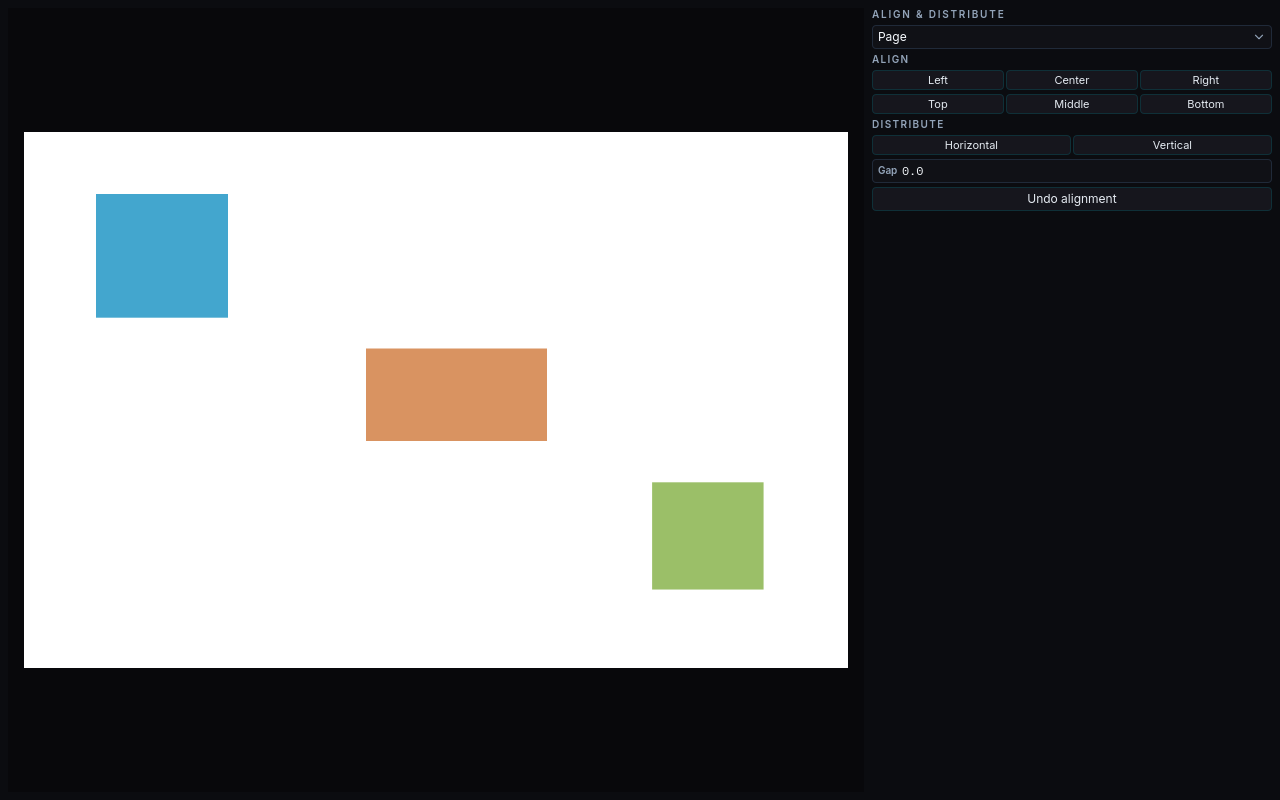 ALIGN & DISTRIBUTE
Page
ALIGN
Left Center Right
Top Middle Bottom
DISTRIBUTE
Horizontal Vertical
Gap 0.0
Undo alignment